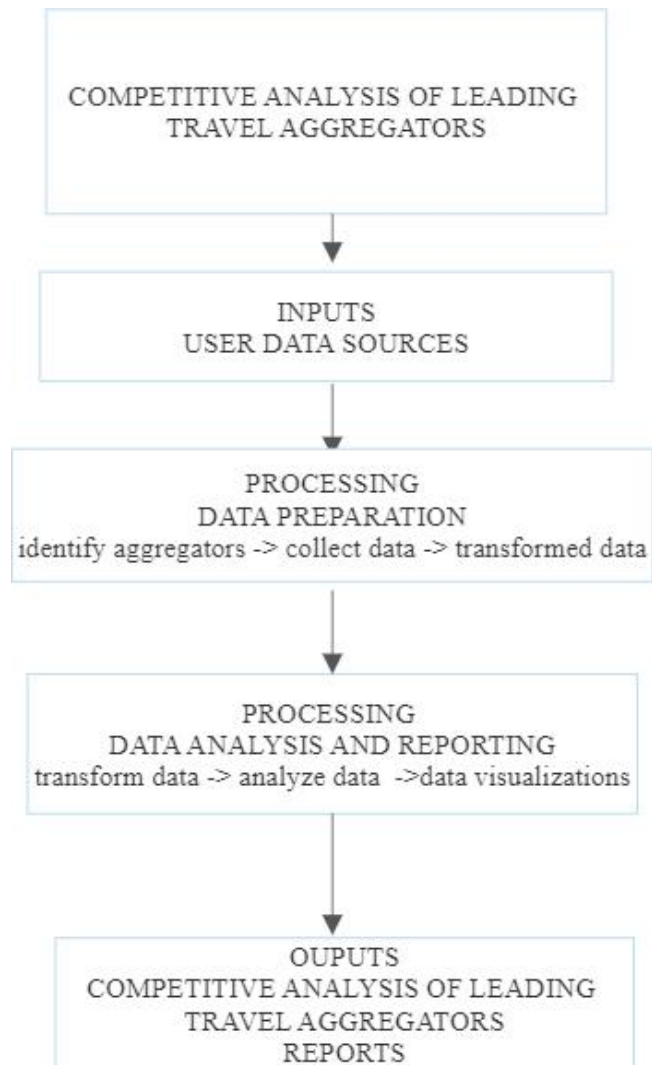 COMPETITIVE ANALYSIS OF LEADING
TRAVEL AGGREGATORS
INPUTS
USER DATA SOURCES
PROCESSING
DATA PREPARATION
identify aggregators -> collect data -> transformed data
PROCESSING
DATA ANALYSIS AND REPORTING
transform data -> analyze data ->data visualizations
OUPUTS
COMPETITIVE ANALYSIS OF LEADING
TRAVEL AGGREGATORS
REPORTS